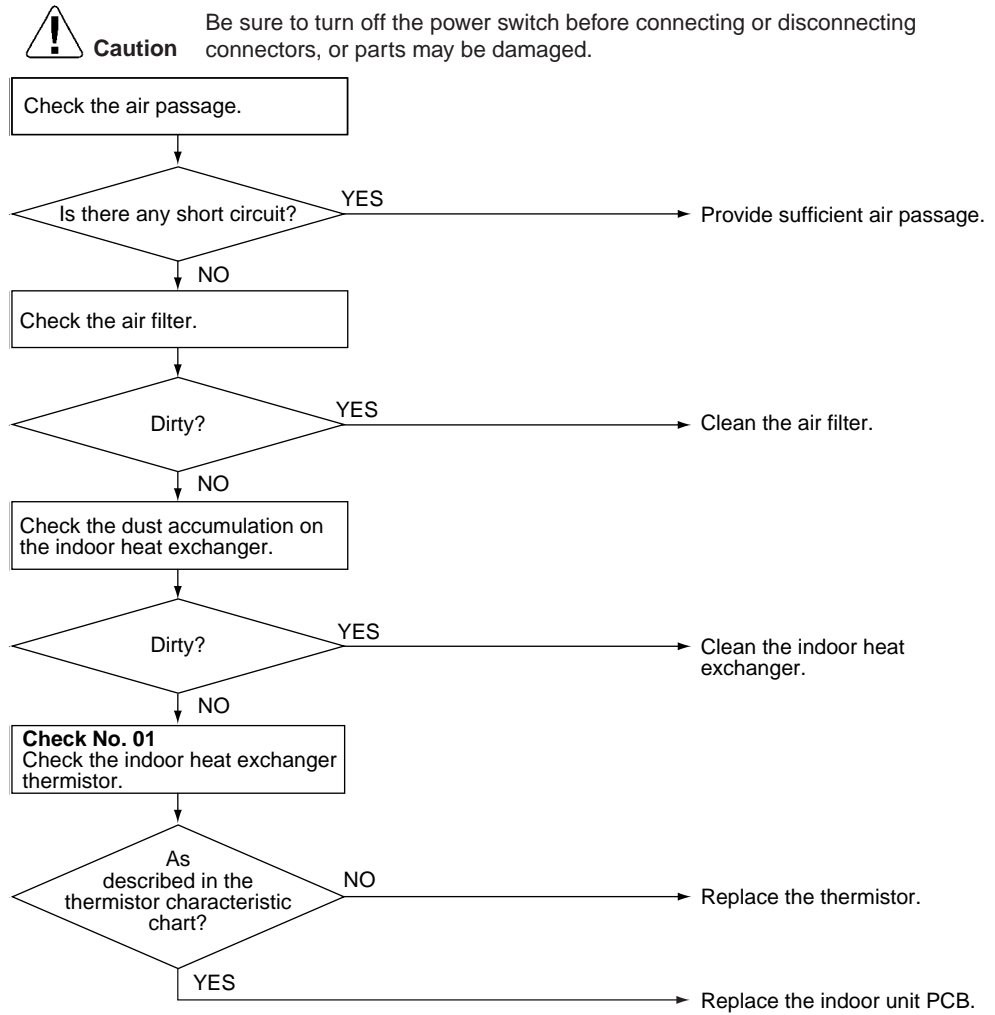 Be sure to turn off the power switch before connecting or disconnecting
Caution connectors, or parts may be damaged.
Check the air passage.
Is there any short circuit?
YES
Provide sufficient air passage.
NO
Check the air filter.
Dirty?
YES
Clean the air filter.
NO
Check the dust accumulation on
the indoor heat exchanger.
Dirty?
YES
Clean the indoor heat
exchanger.
NO
Check No. 01
Check the indoor heat exchanger
thermistor.
As
described in the
thermistor characteristic
chart?
NO
Replace the thermistor.
YES
Replace the indoor unit PCB.